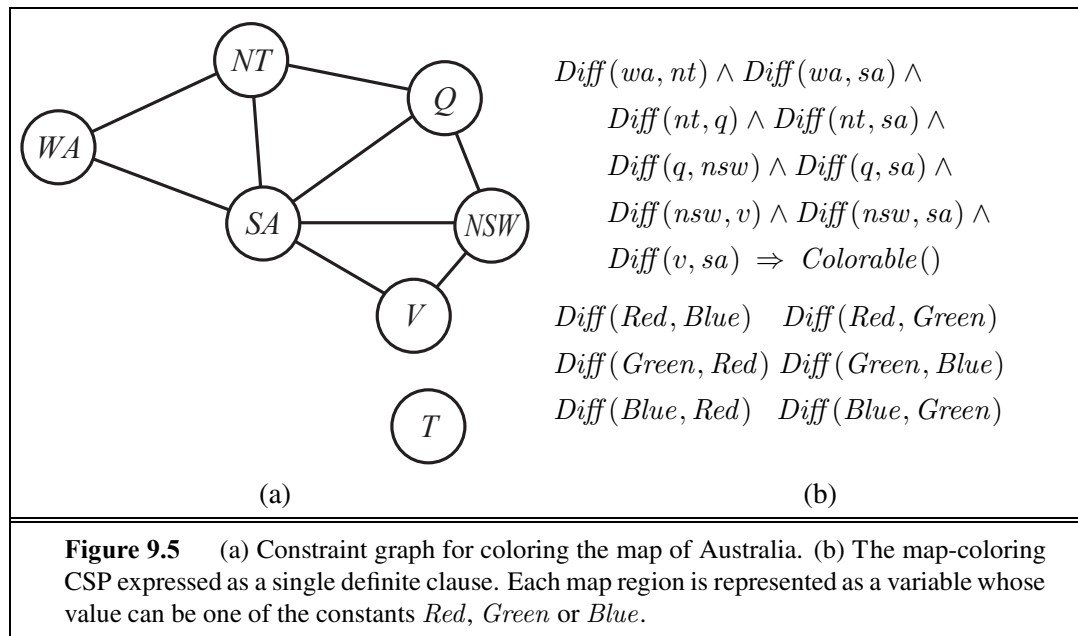 NT
Q
WA
SA
NSW
V
T
(a)
Diff(wa, nt) ∧ Diff(wa, sa) ∧
Diff(nt, q) ∧ Diff(nt, sa) ∧
Diff(q, nsw) ∧ Diff(q, sa) ∧
Diff(nsw, v) ∧ Diff(nsw, sa) ∧
Diff(v, sa) ⇒ Colorable()
Diff(Red, Blue) Diff(Red, Green)
Diff(Green, Red) Diff(Green, Blue)
Diff(Blue, Red) Diff(Blue, Green)
(b)
Figure 9.5 (a) Constraint graph for coloring the map of Australia. (b) The map-coloring
CSP expressed as a single definite clause. Each map region is represented as a variable whose
value can be one of the constants Red, Green or Blue.